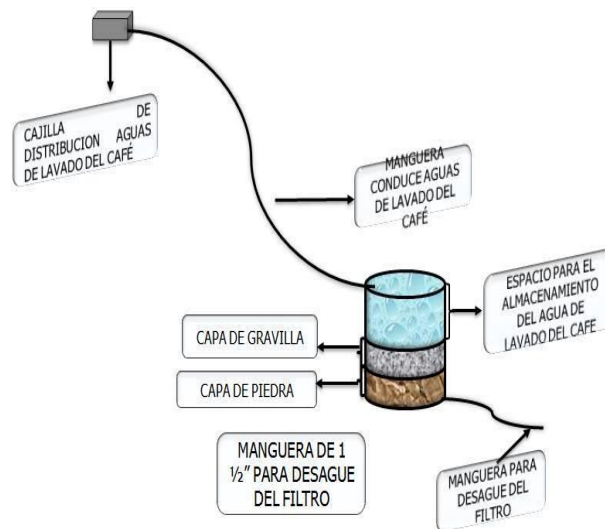 CAJILLA DE
DISTRIBUCION AGUAS
DE LAVADO DEL CAFÉ
MANGUERA
CONDUCE AGUAS
DE LAVADO DEL
CAFÉ
ESPACIO PARA EL
ALMACENAMIENTO
DEL AGUA DE
LAVADO DEL CAFE
CAPA DE GRAVILLA
CAPA DE PIEDRA
MANGUERA DE 1
½” PARA DESAGUE
DEL FILTRO
MANGUERA PARA
DESAGUE DEL
FILTRO